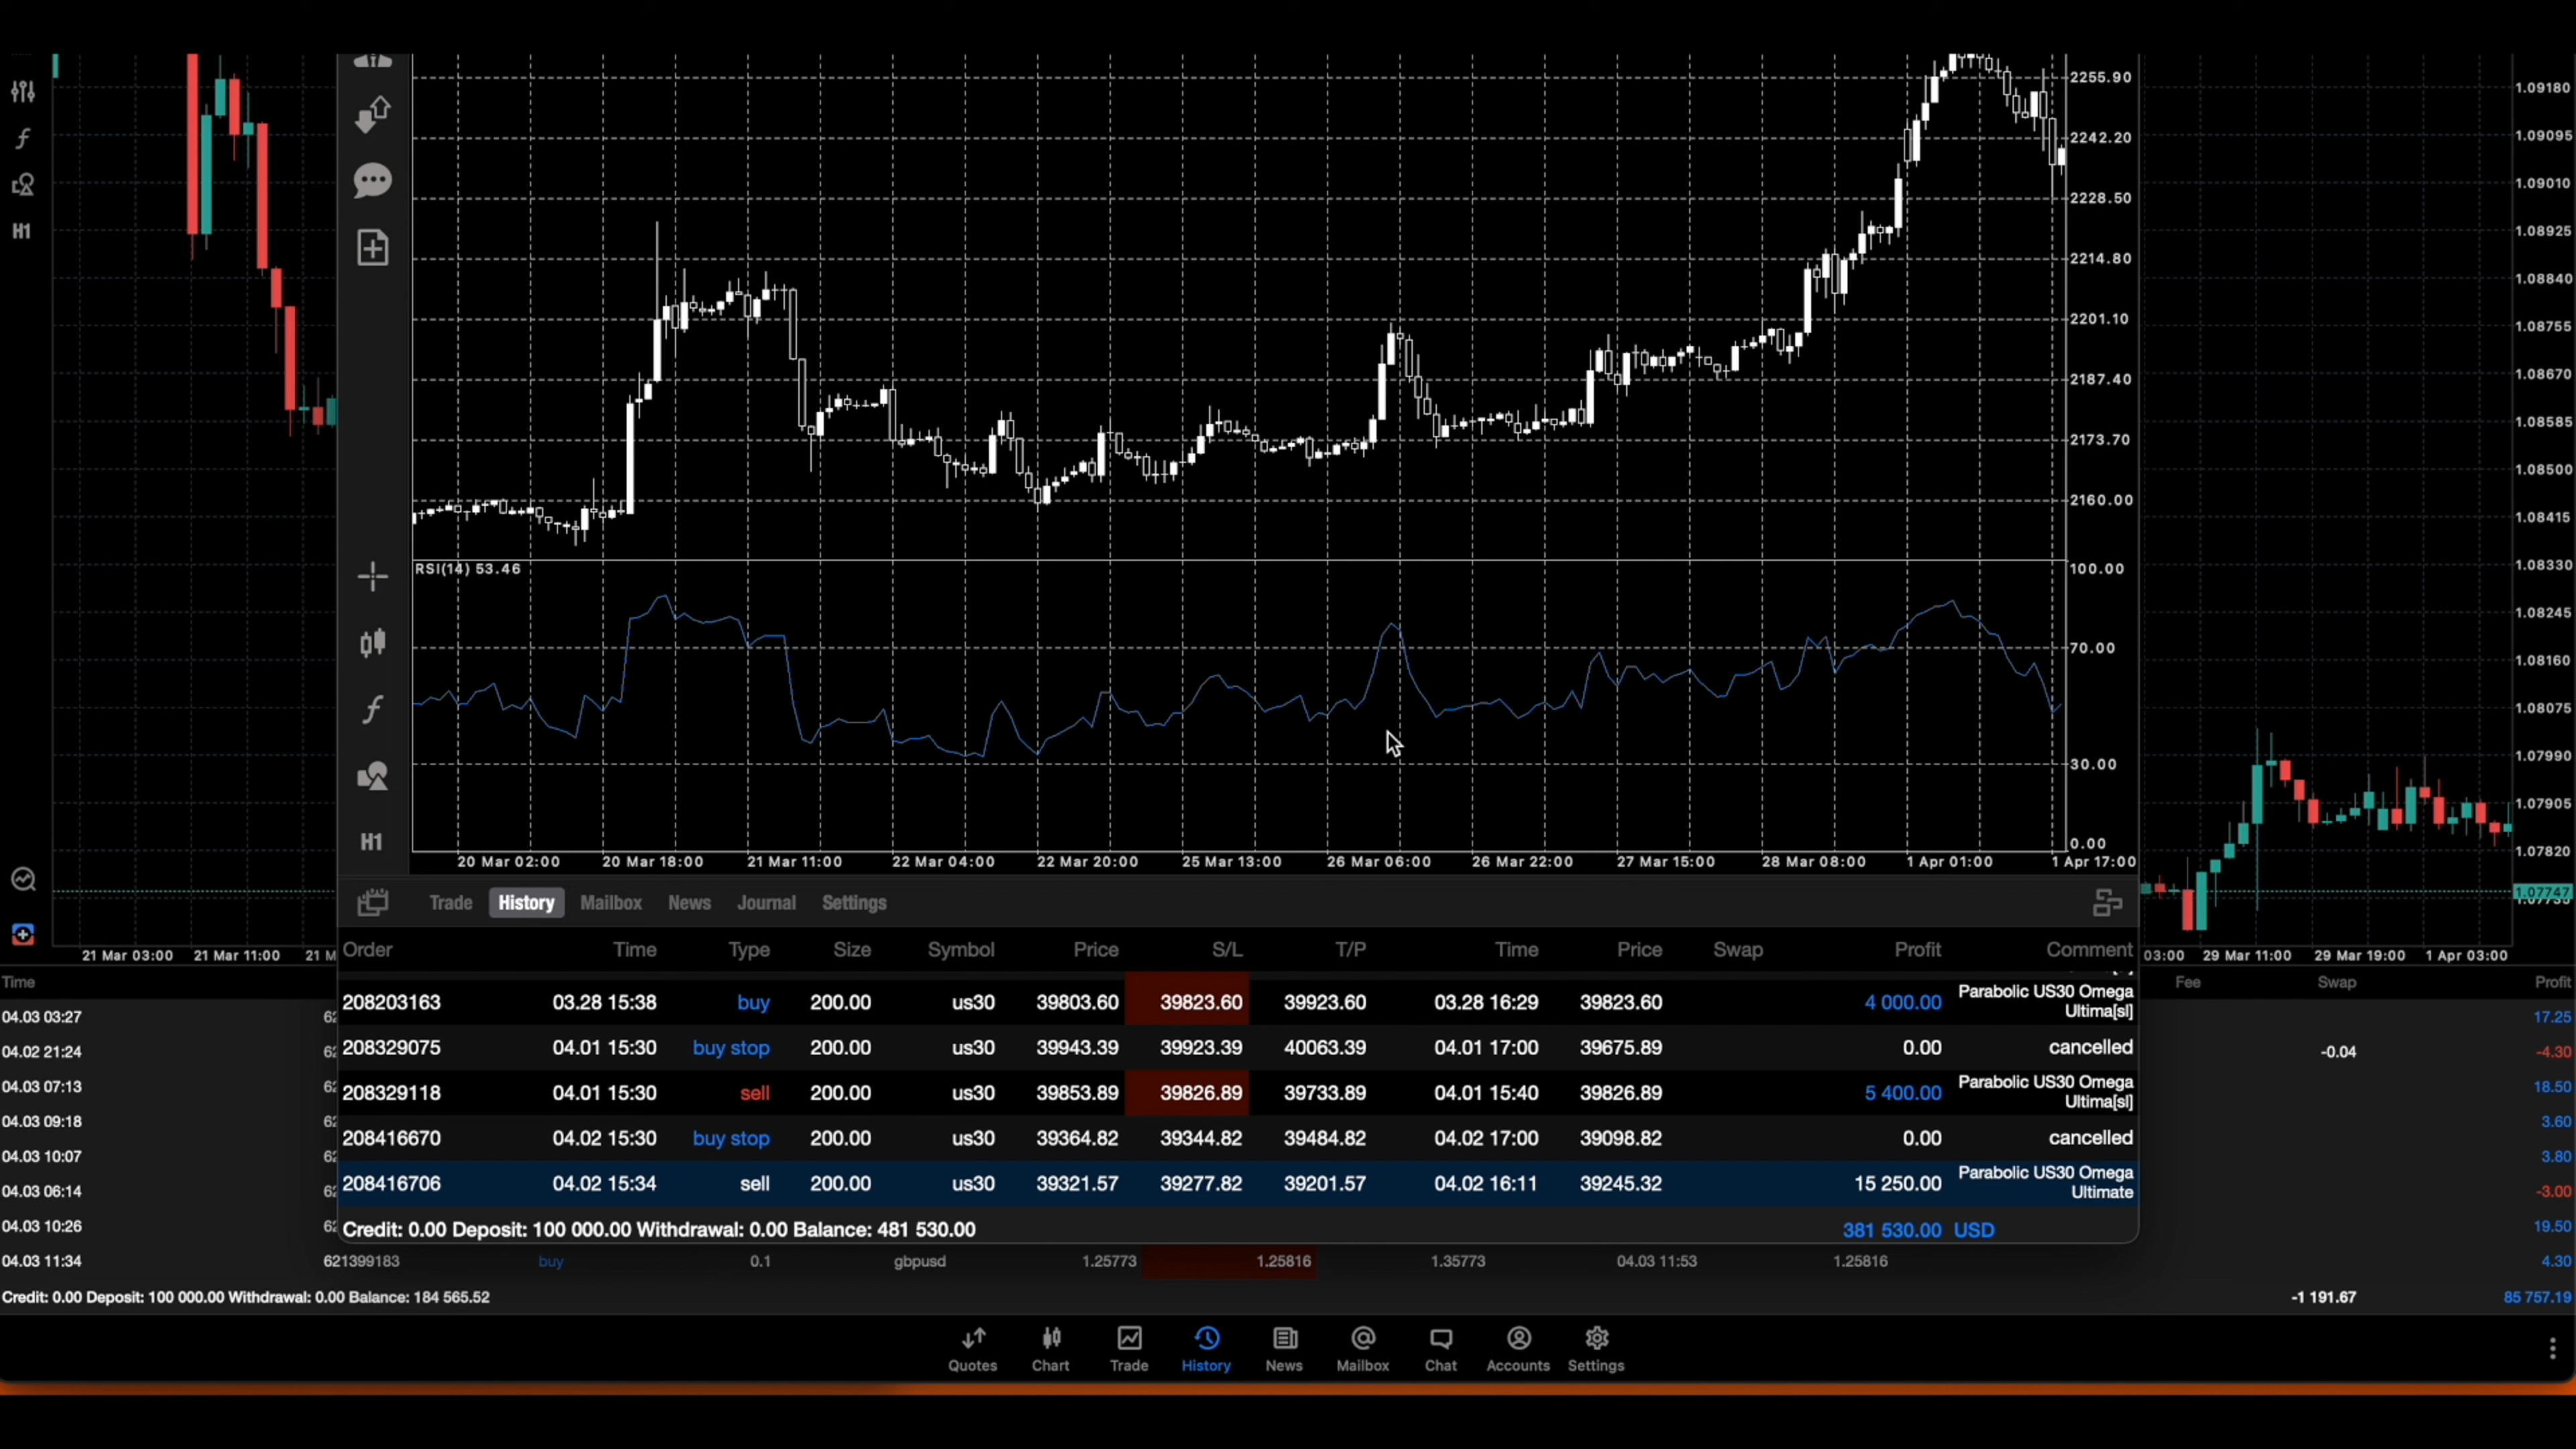 2255.90
2242.20
2228.50
2214.80
2201.10
2187.40
2173.70
2160.00
H1
RSI(14) 53.46
100.00
70.00
30.00
0.00
H1
20 Mar 02:00 20 Mar 18:00 21 Mar 11:00 22 Mar 04:00 22 Mar 20:00 25 Mar 13:00 26 Mar 06:00 26 Mar 22:00 27 Mar 15:00 28 Mar 08:00 1 Apr 01:00 1 Apr 17:00
1.09180
1.09095
1.09010
1.08925
1.08840
1.08755
1.08670
1.08585
1.08500
1.08415
1.08330
1.08245
1.08160
1.08075
1.07990
1.07905
1.07820
1.07747
21 Mar 03:00 21 Mar 11:00 21 M
03:00 29 Mar 11:00 29 Mar 19:00 1 Apr 03:00
Trade History Mailbox News Journal Settings
Order Time Type Size Symbol Price S/L T/P Time Price Swap Profit Comment
208203163 03.28 15:38 buy 200.00 us30 39803.60 39823.60 39923.60 03.28 16:29 39823.60 4 000.00 Parabolic US30 Omega
Ultima[sl]
208329075 04.01 15:30 buy stop 200.00 us30 39943.39 39923.39 40063.39 04.01 17:00 39675.89 0.00 cancelled
208329118 04.01 15:30 sell 200.00 us30 39853.89 39826.89 39733.89 04.01 15:40 39826.89 5 400.00 Parabolic US30 Omega
Ultima[sl]
208416670 04.02 15:30 buy stop 200.00 us30 39364.82 39344.82 39484.82 04.02 17:00 39098.82 0.00 cancelled
208416706 04.02 15:34 sell 200.00 us30 39321.57 39277.82 39201.57 04.02 16:11 39245.32 15 250.00 Parabolic US30 Omega
Ultimate
Credit: 0.00 Deposit: 100 000.00 Withdrawal: 0.00 Balance: 481 530.00 381 530.00 USD
Time Fee Swap Profit
04.03 03:27 62 17.25
04.02 21:24 62 -0.04 -4.30
04.03 07:13 62 18.50
04.03 09:18 62 3.60
04.03 10:07 62 3.80
04.03 06:14 62 -3.00
04.03 10:26 62 19.50
04.03 11:34 621399183 buy 0.1 gbpusd 1.25773 1.25816 1.35773 04.03 11:53 1.25816 4.30
Credit: 0.00 Deposit: 100 000.00 Withdrawal: 0.00 Balance: 184 565.52 -1 191.67 85 757.19
Quotes Chart Trade History News Mailbox Chat Accounts Settings